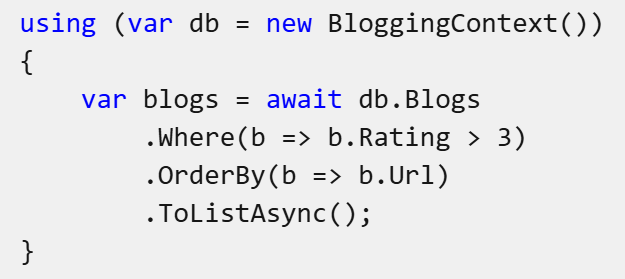 using (var db = new BloggingContext())
{
    var blogs = await db.Blogs
        .Where(b => b.Rating > 3)
        .OrderBy(b => b.Url)
        .ToListAsync();
}